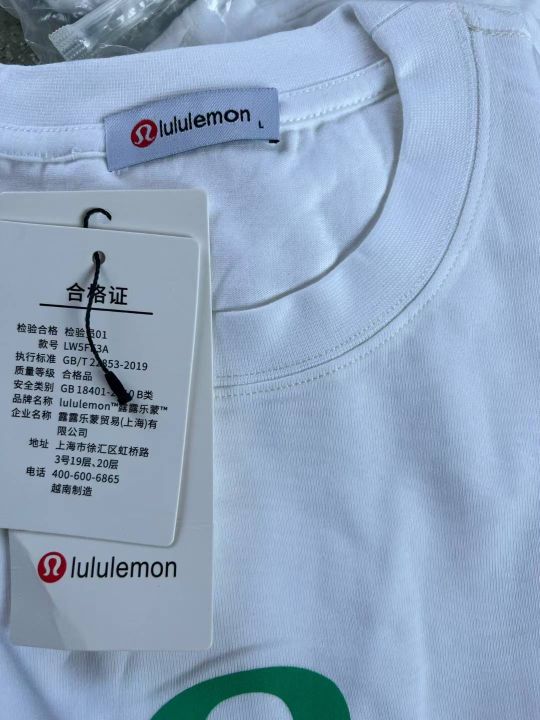 lululemon
L
合格证
检验合格 检验员01
款号
执行标准 GB/T 22853-2019
质量等级 合格品
安全类别 GB 18401-2010 B类
品牌名称 lululemon™露露乐蒙™
企业名称 露露乐蒙贸易(上海)有
限公司
地址 上海市徐汇区虹桥路
3号19层、20层
电话 400-600-6865
越南制造
lululemon